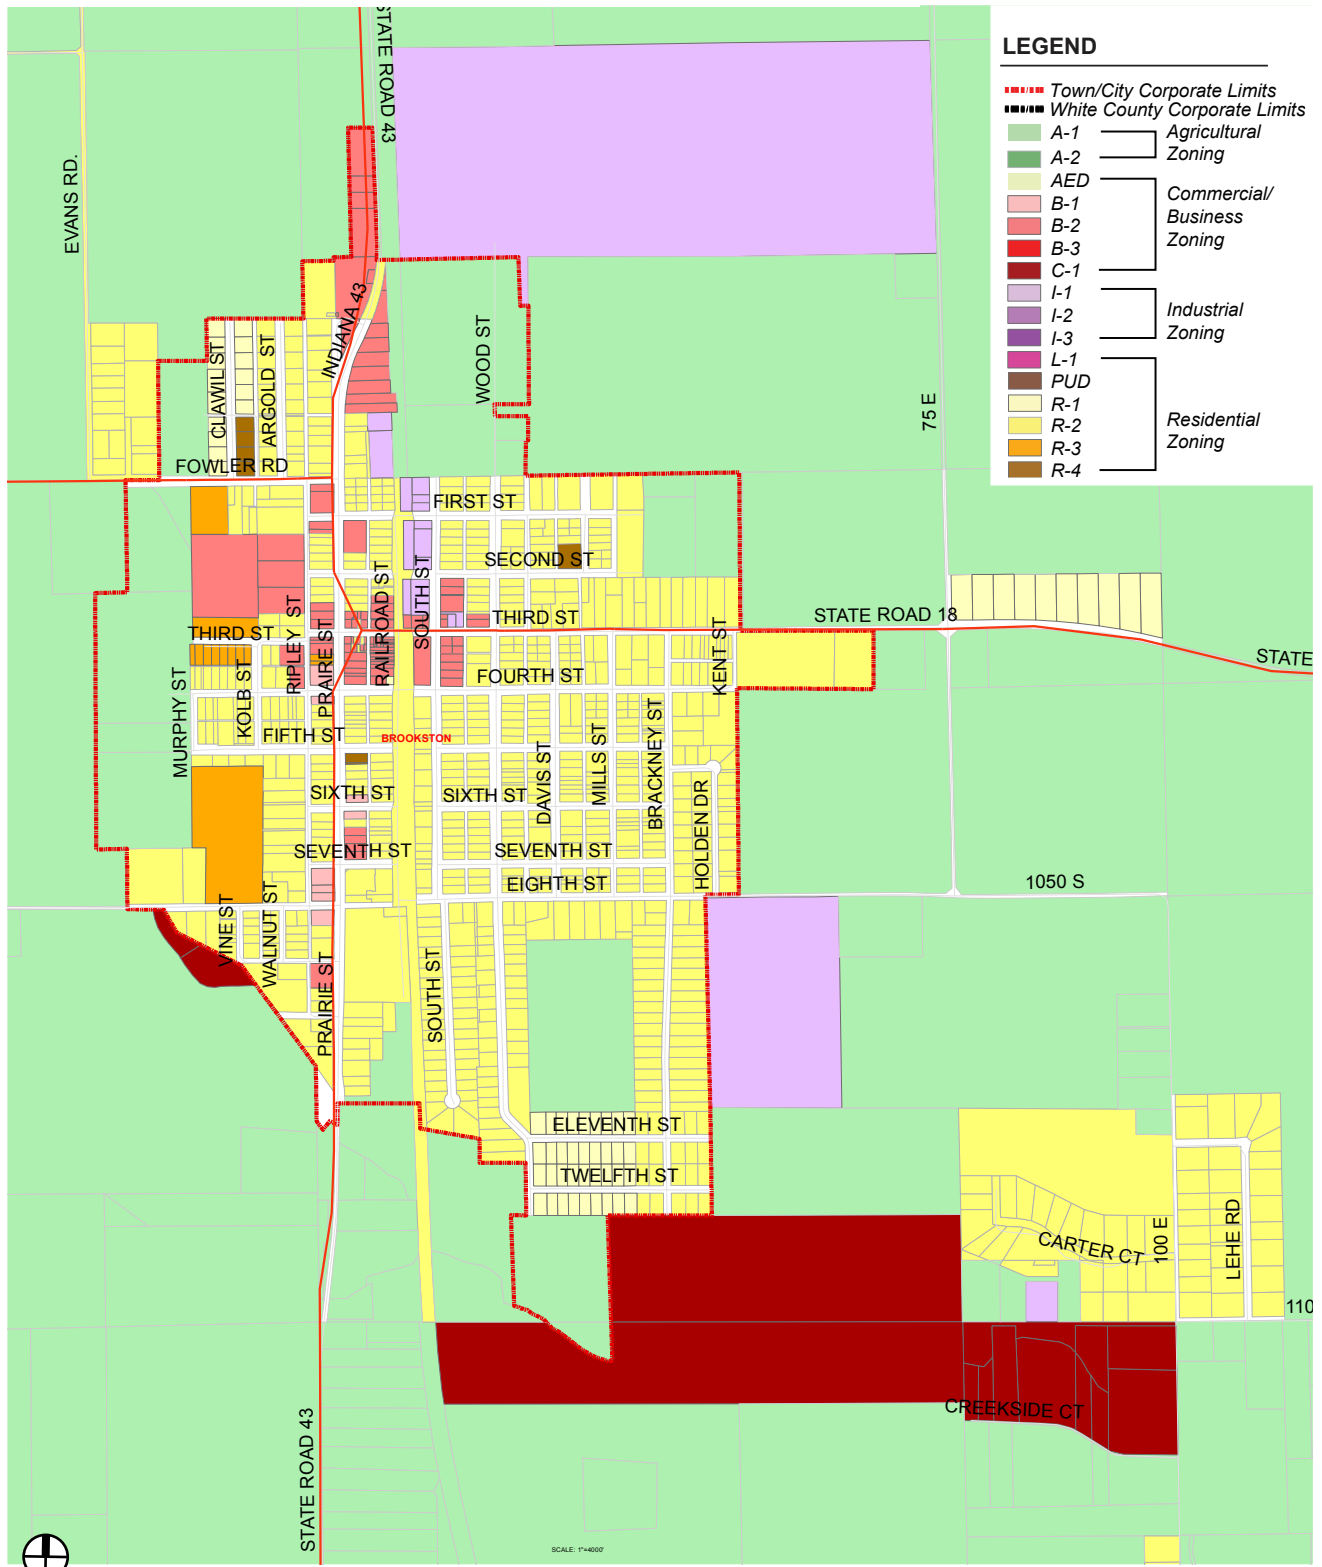 STATE ROAD 43
LEGEND
Town/City Corporate Limits
White County Corporate Limits
A-1
Agricultural
Zoning
A-2
AED
Commercial/
Business
Zoning
B-1
B-2
B-3
C-1
I-1
Industrial
Zoning
I-2
I-3
L-1
PUD
R-1
Residential
Zoning
R-2
R-3
R-4
EVANS RD.
INDIANA 43
WOOD ST
CLAWIL ST
ARGOLD ST
75 E
FOWLER RD
FIRST ST
SECOND ST
RAILROAD ST
SOUTH ST
THIRD ST
THIRD ST
STATE ROAD 18
STATE
RIPLEY ST
PRAIRE ST
KENT ST
FOURTH ST
MURPHY ST
KOLB ST
FIFTH ST
BROOKSTON
DAVIS ST
MILLS ST
BRACKNEY ST
SIXTH ST
SIXTH ST
HOLDEN DR
SEVENTH ST
SEVENTH ST
EIGHTH ST
1050 S
VINE ST
WALNUT ST
PRAIRIE ST
SOUTH ST
ELEVENTH ST
TWELFTH ST
CARTER CT
100 E
LEHE RD
110
CREEKSIDE CT
STATE ROAD 43
SCALE: 1"=4000'